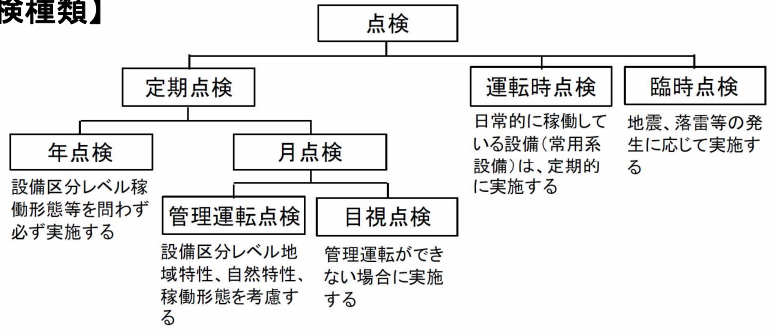 検種類】
点検
定期点検
運転時点検
臨時点検
日常的に稼働して
いる設備(常用系
設備)は、定期的
に実施する
地震、落雷等の発
生に応じて実施す
る
年点検
月点検
設備区分レベル稼
働形態等を問わず
必ず実施する
管理運転点検
目視点検
設備区分レベル地
域特性、自然特性、
稼働形態を考慮す
る
管理運転ができ
ない場合に実施
する